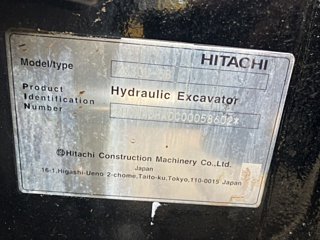 HITACHI
Model/type
Product Hydraulic Excavator
Identification
Number
Hitachi Construction Machinery Co.,Ltd.
Japan
16-1,Higashi-Ueno 2-chome,Taito-ku,Tokyo,110-0015 Japan